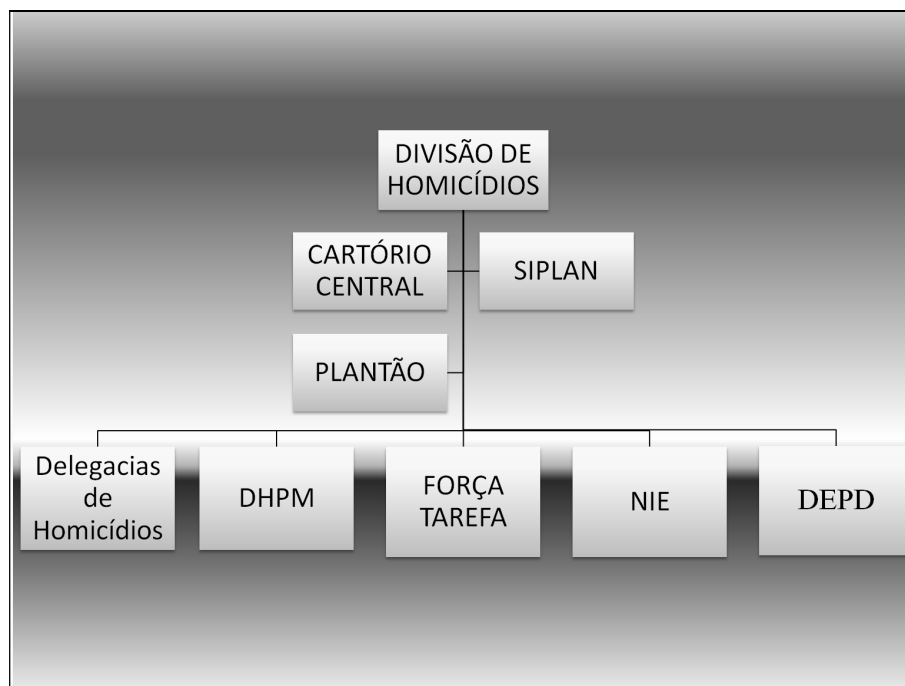 DIVISÃO DE
HOMICÍDIOS
CARTÓRIO
CENTRAL
SIPLAN
PLANTÃO
Delegacias
de
Homicídios
DHPM
FORÇA
TAREFA
NIE
DEPD